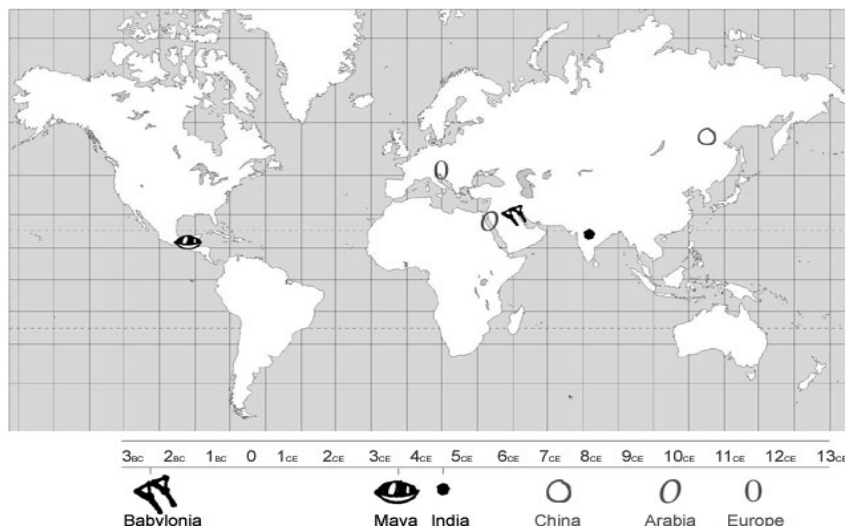 3BC 2BC 1BC 0 1CE 2CE 3CE 4CE 5CE 6CE 7CE 8CE 9CE 10CE 11CE 12CE 13CE
Babylonia Maya India China Arabia Europe